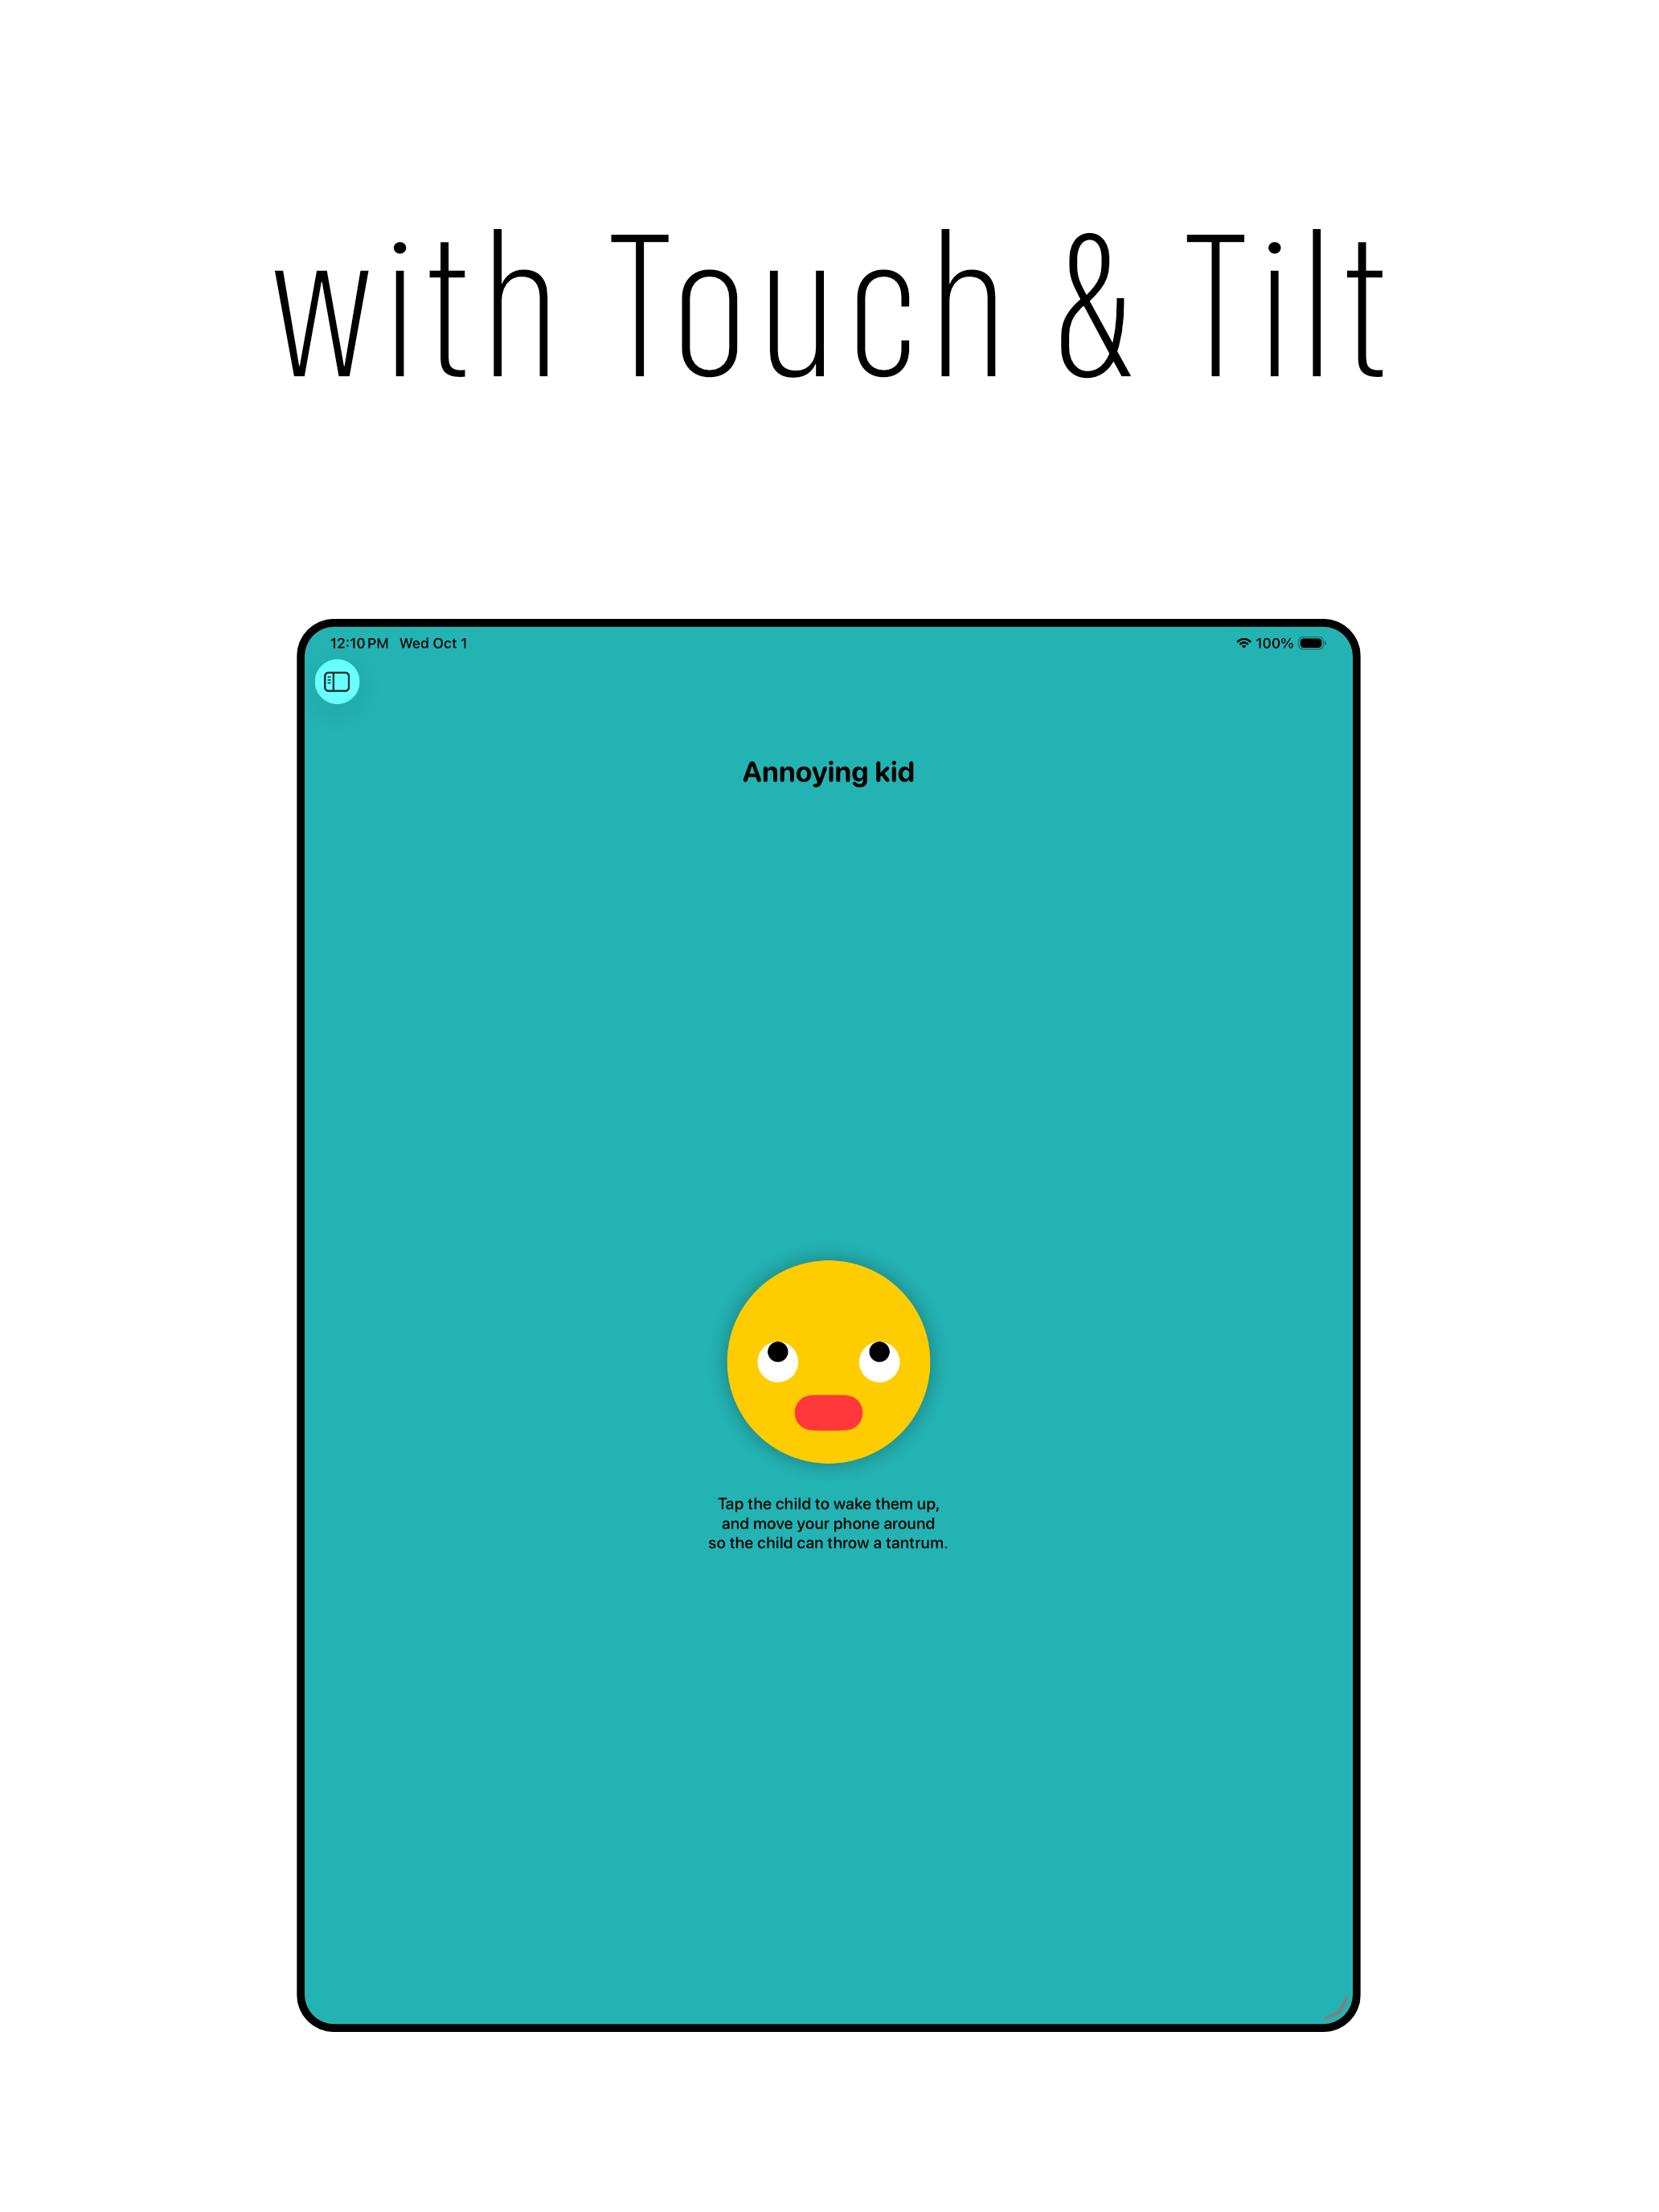 with Touch & Tilt
12:10 PM Wed Oct 1 100%
Annoying kid
Tap the child to wake them up,
and move your phone around
so the child can throw a tantrum.